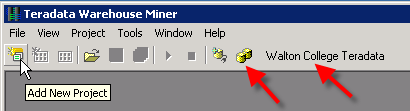 Teradata Warehouse Miner
File View Project Tools Window Help
Walton College Teradata
Add New Project